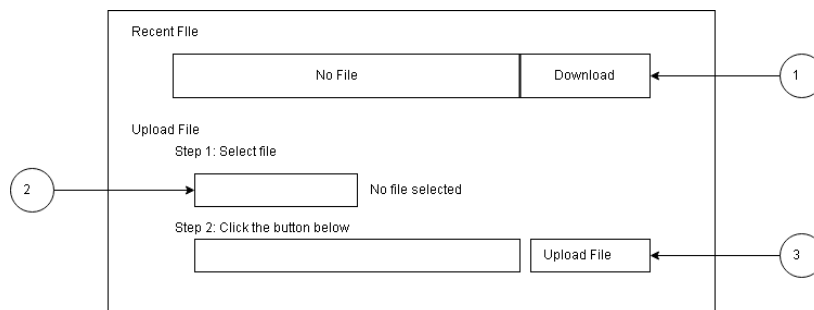 Recent FIle
No File
Download
1
Upload File
Step 1: Select file
2
No file selected
Step 2: Click the button below
Upload File
3